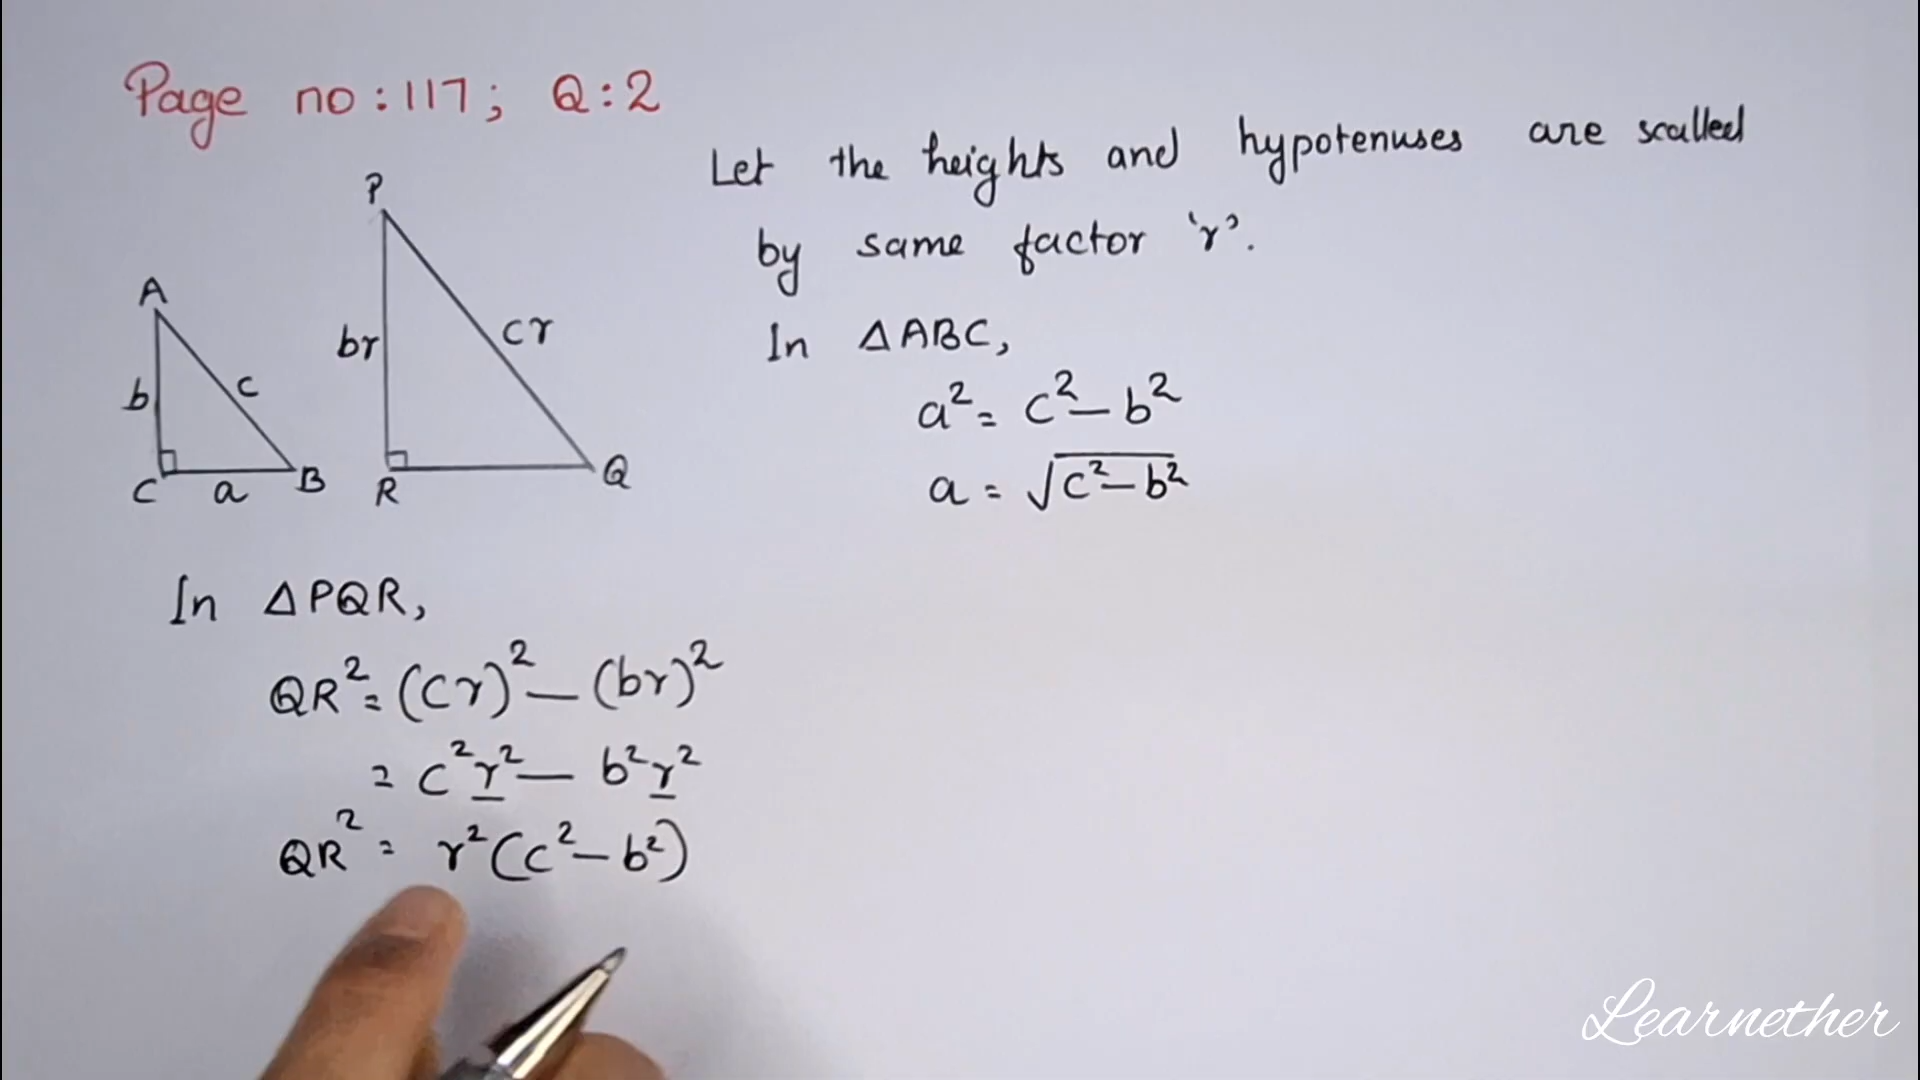 Page no:117; Q:2
Let the heights and hypotenuses are scalled
by same factor 'r'.
P
A
br
cr
b
c
C
a
B
R
Q
In ΔABC,
a² = c² - b²
a = √(c² - b²)
In ΔPQR,
QR² = (cr)² - (br)²
= c²r² - b²r²
QR² = r²(c² - b²)
Learnether